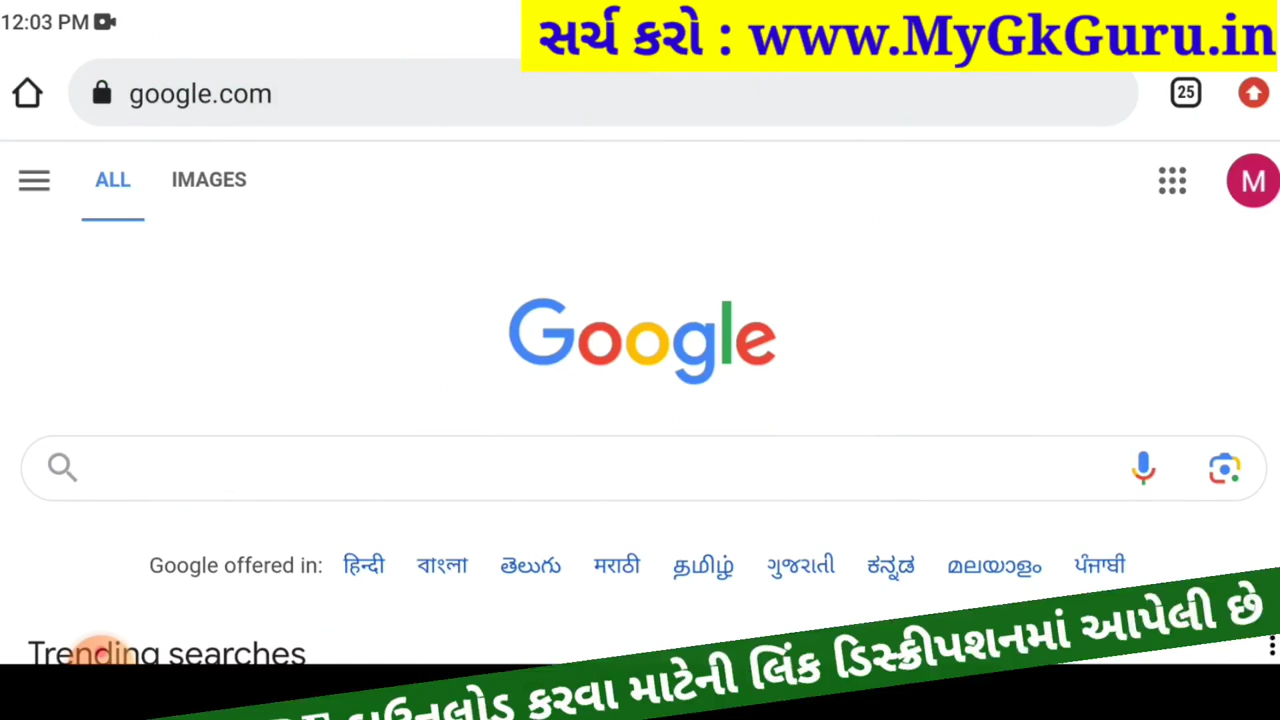 12:03 PM
સર્ચ કરો : www.MyGkGuru.in
google.com
25
ALL IMAGES
M
Google
Google offered in: हिन्दी বাংলা తెలుగు मराठी தமிழ் ગુજરાતી ಕನ್ನಡ മലയാളം ਪੰਜਾਬੀ
Trending searches
કરવા માટેની લિંક ડિસ્ક્રીપશનમાં આપેલી છે